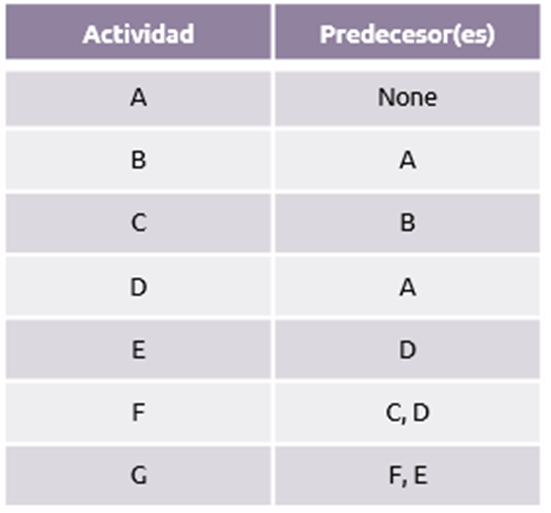 Actividad Predecesor(es)
A None
B A
C B
D A
E D
F C, D
G F, E